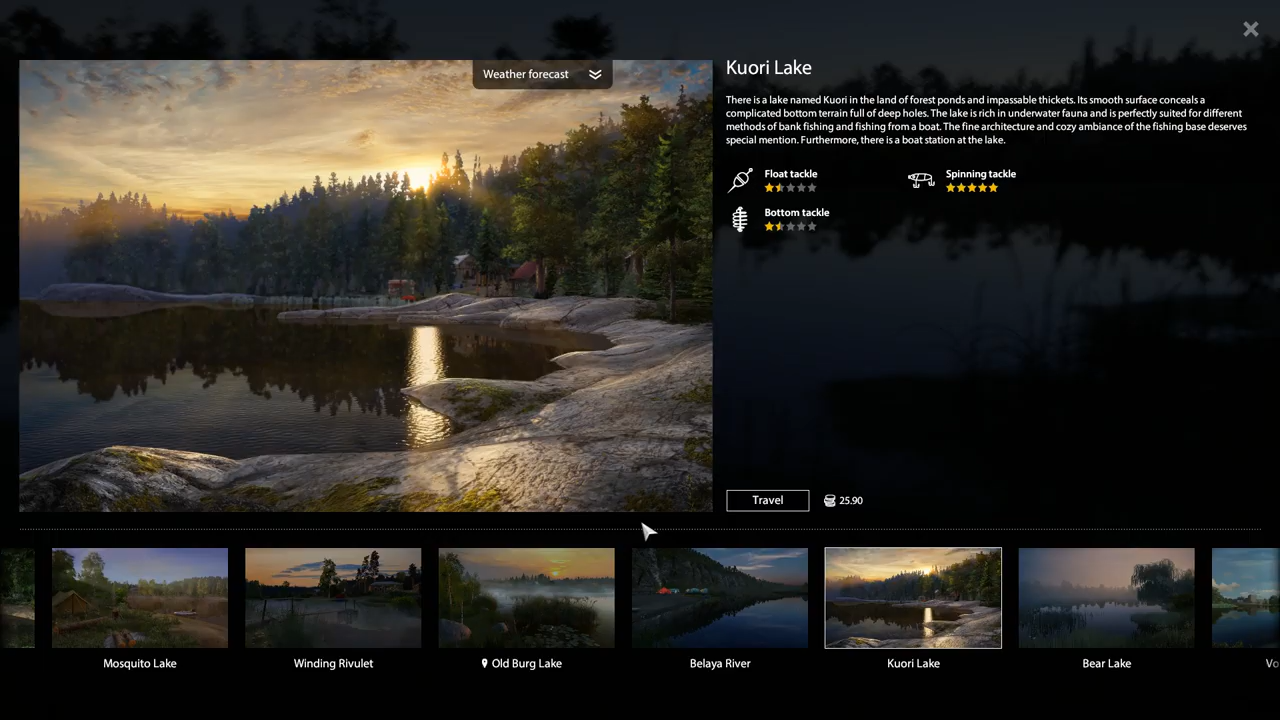 Weather forecast
Kuori Lake
There is a lake named Kuori in the land of forest ponds and impassable thickets. Its smooth surface conceals a
complicated bottom terrain full of deep holes. The lake is rich in underwater fauna and is perfectly suited for different
methods of bank fishing and fishing from a boat. The fine architecture and cozy ambiance of the fishing base deserves
special mention. Furthermore, there is a boat station at the lake.
Float tackle
Spinning tackle
Bottom tackle
Travel
25.90
Mosquito Lake
Winding Rivulet
Old Burg Lake
Belaya River
Kuori Lake
Bear Lake
Vo